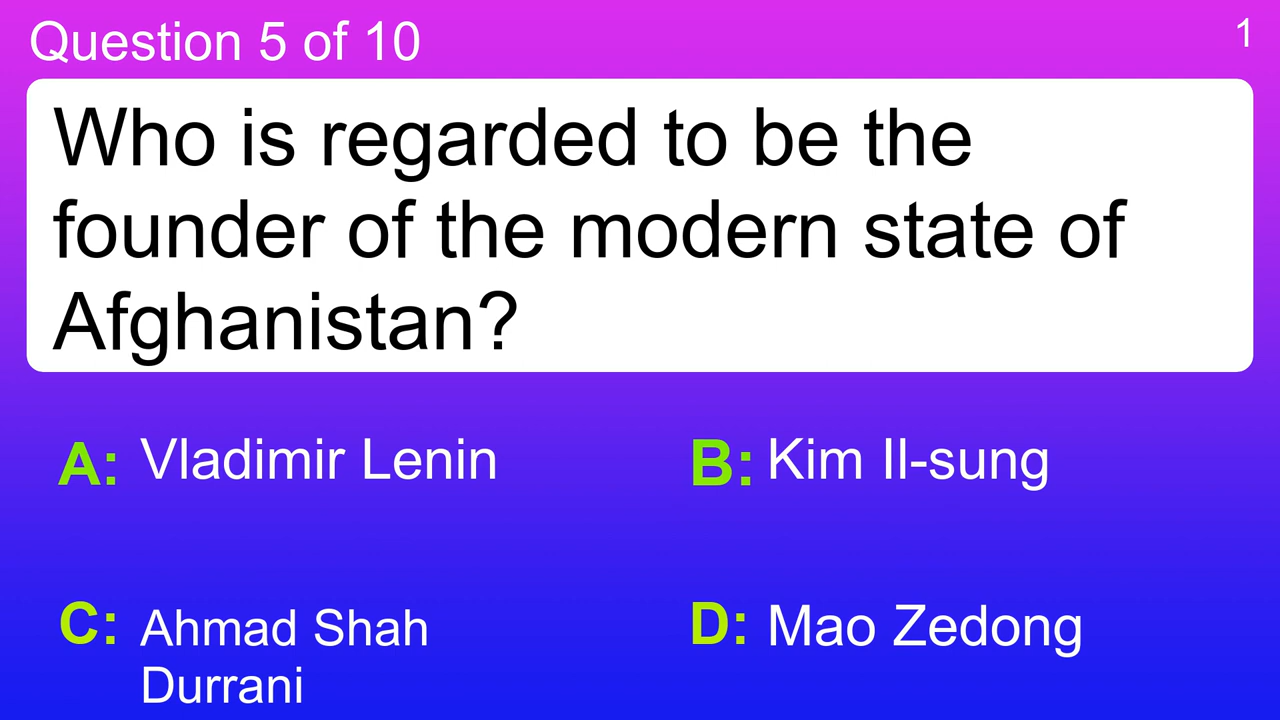 Question 5 of 10
1
Who is regarded to be the
founder of the modern state of
Afghanistan?
A: Vladimir Lenin
B: Kim Il-sung
C: Ahmad Shah
Durrani
D: Mao Zedong